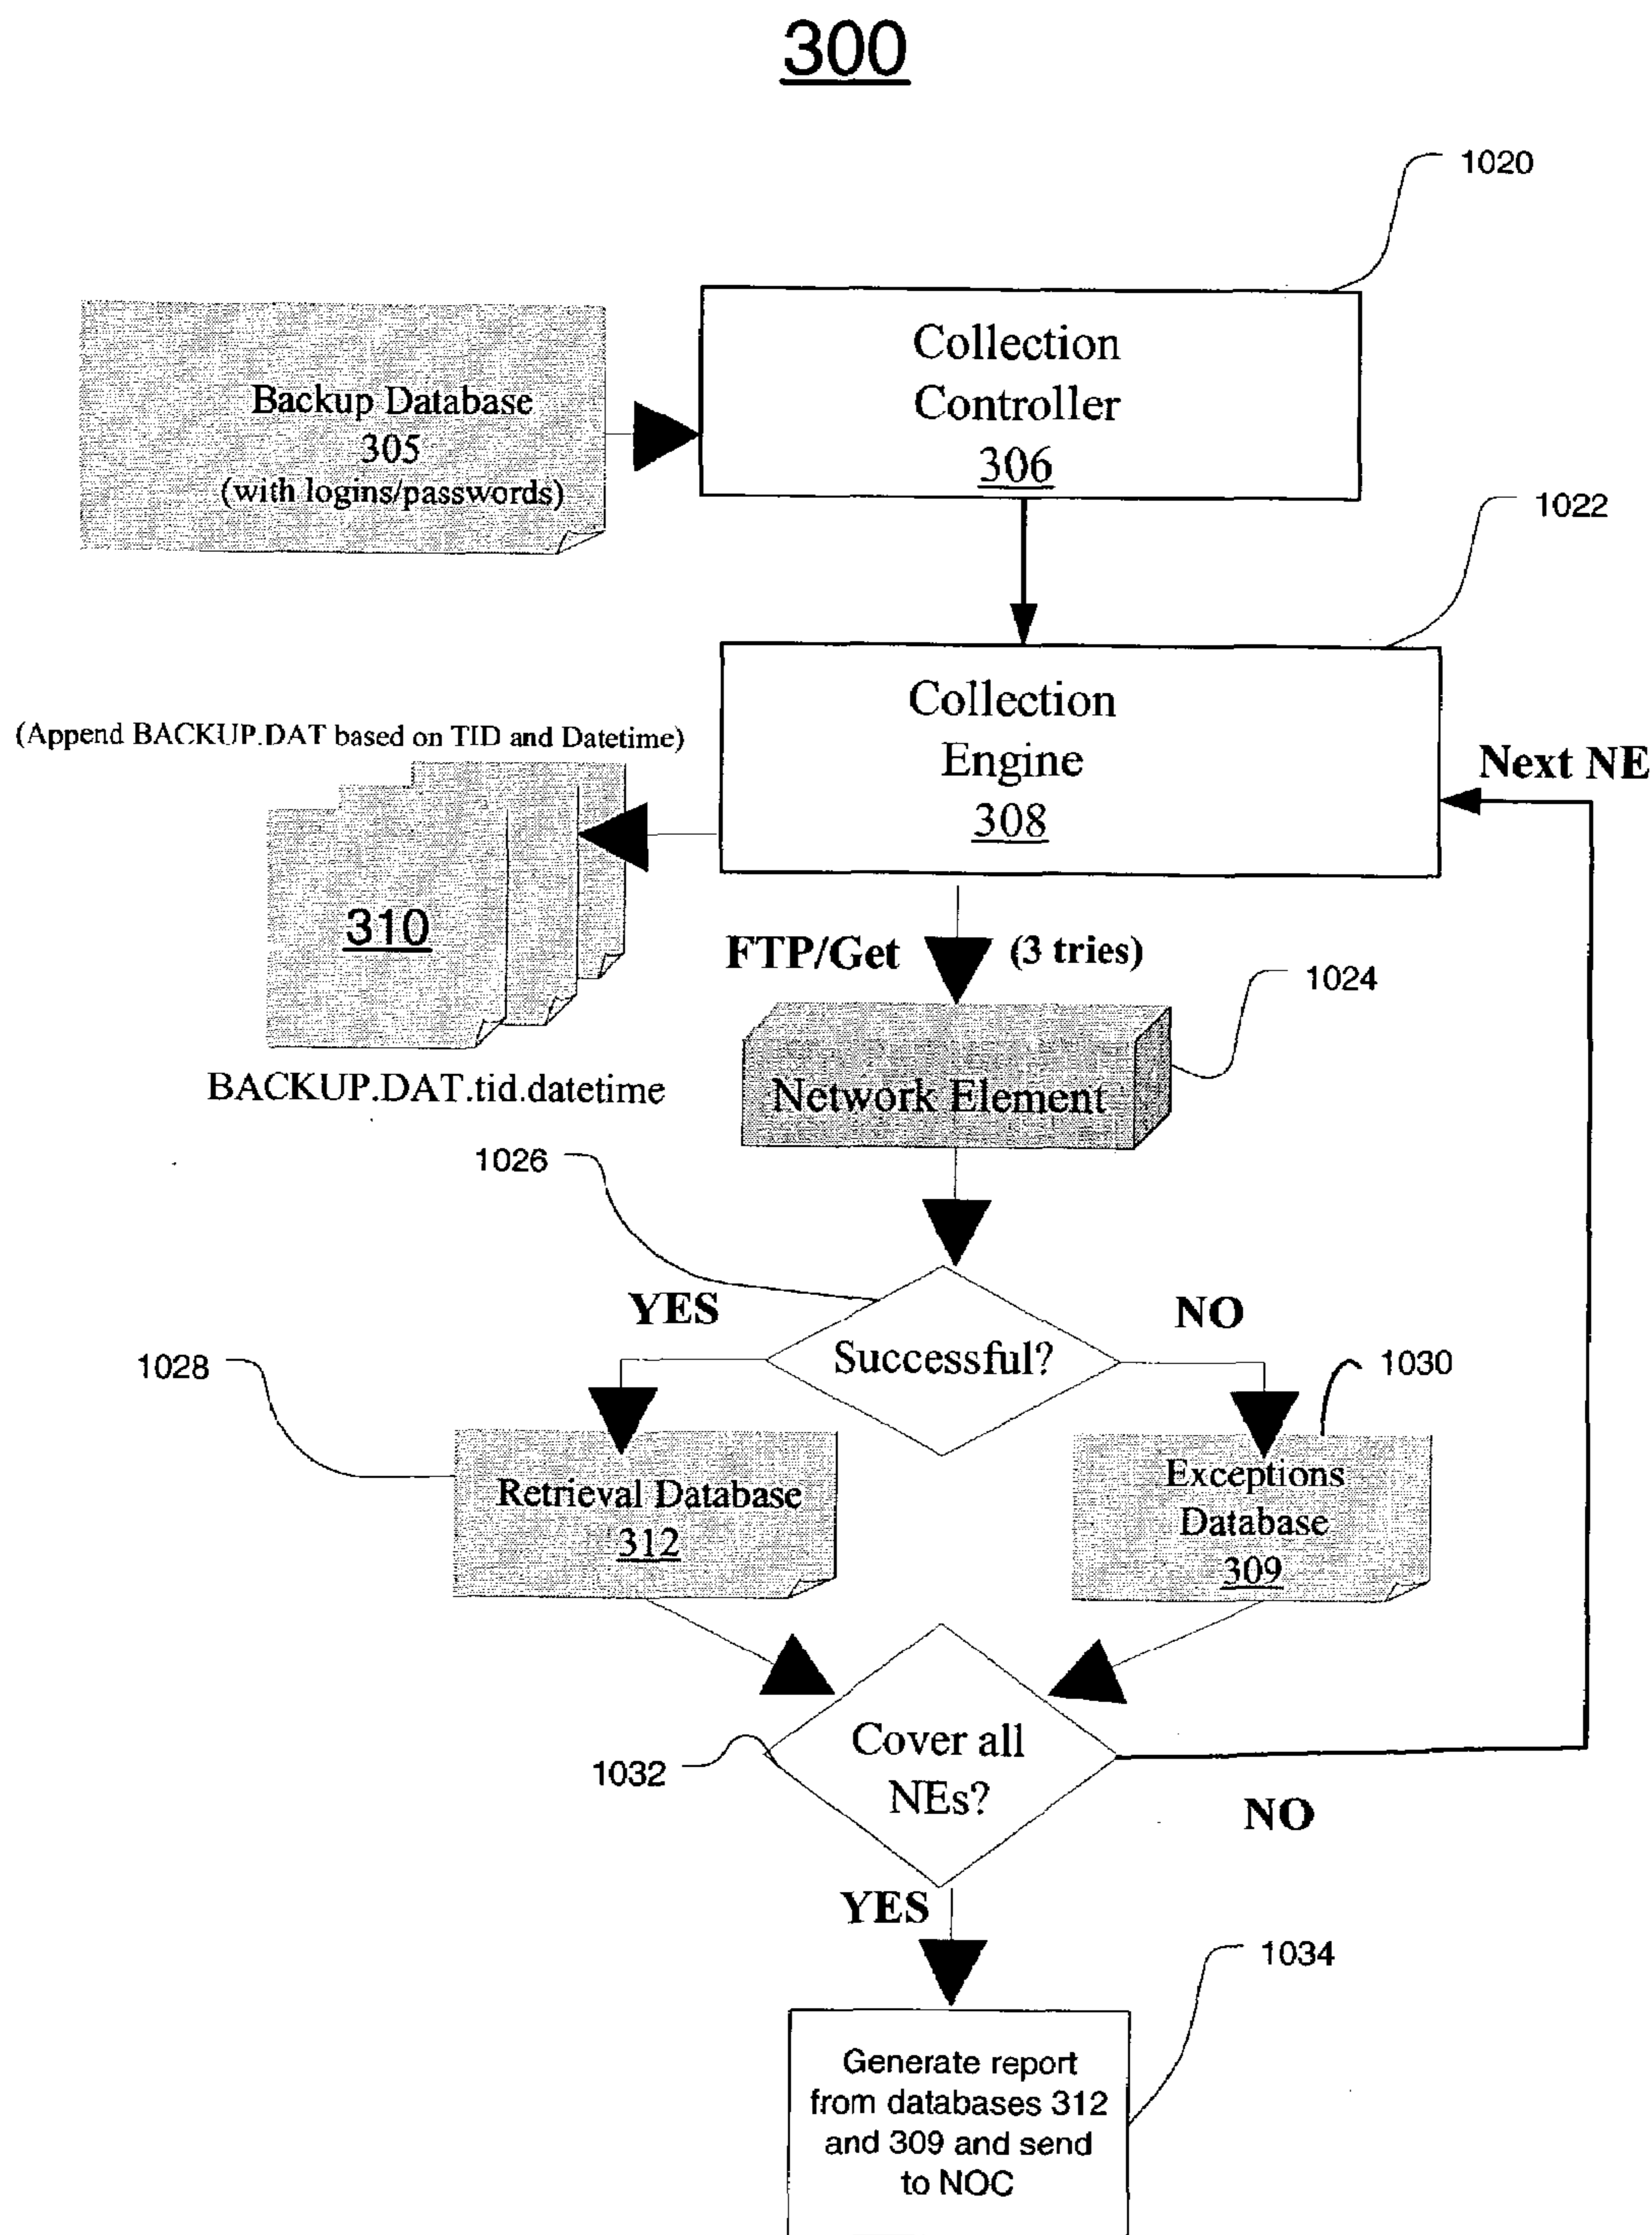 300
1020
Collection
Controller
306
Backup Database
305
(with logins/passwords)
1022
Collection
Engine
308
Next NE
(Append BACKUP.DAT based on TID and Datetime)
310
BACKUP.DAT.tid.datetime
FTP/Get (3 tries)
1024
Network Element
1026
YES
NO
Successful?
1028
1030
Retrieval Database
312
Exceptions
Database
309
Cover all
NEs?
1032
NO
YES
1034
Generate report
from databases 312
and 309 and send
to NOC